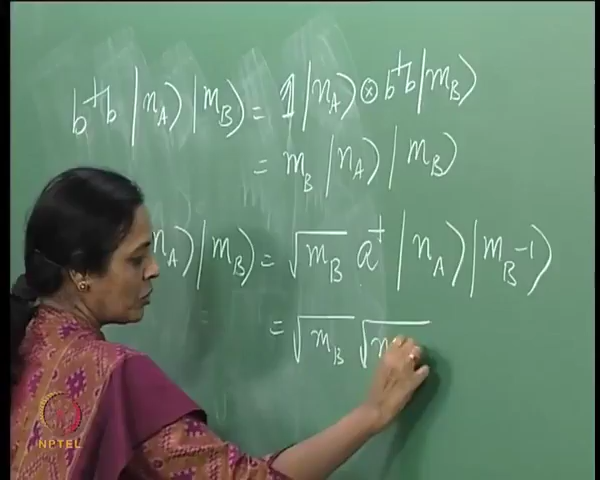 b†b |n_A⟩ |m_B⟩ = 1 |n_A⟩ ⊗ b†b |m_B⟩
= m_B |n_A⟩ |m_B⟩
n_A⟩ |m_B⟩ = √m_B a† |n_A⟩ |m_B -1⟩
= √m_B √n
NPTEL